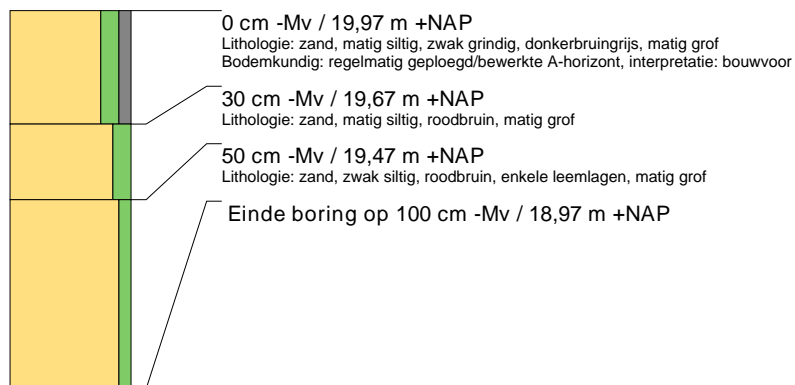 0 cm -Mv / 19,97 m +NAP
Lithologie: zand, matig siltig, zwak grindig, donkerbruingrijs, matig grof
Bodemkundig: regelmatig geploegd/bewerkte A-horizont, interpretatie: bouwvoor
30 cm -Mv / 19,67 m +NAP
Lithologie: zand, matig siltig, roodbruin, matig grof
50 cm -Mv / 19,47 m +NAP
Lithologie: zand, zwak siltig, roodbruin, enkele leemlagen, matig grof
Einde boring op 100 cm -Mv / 18,97 m +NAP